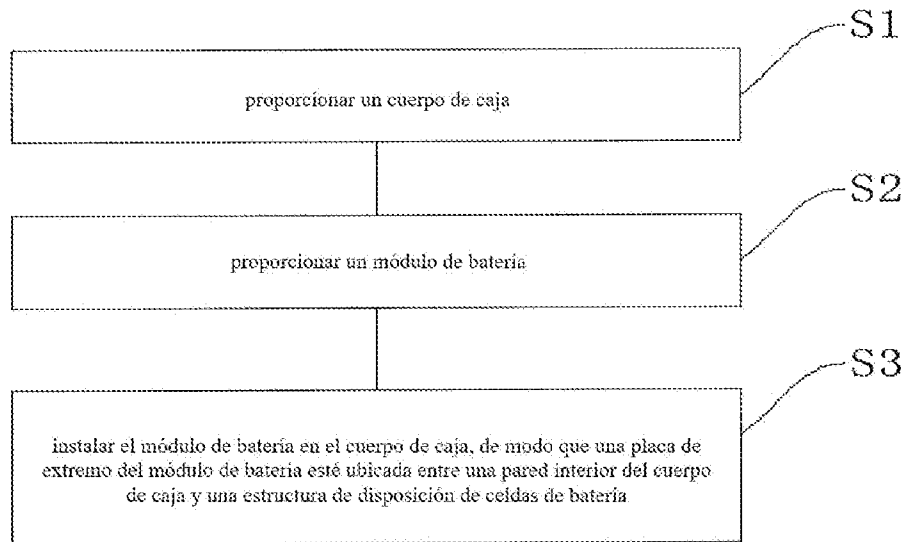 S1
proporcionar un cuerpo de caja
S2
proporcionar un módulo de batería
S3
instalar el módulo de batería en el cuerpo de caja, de modo que una placa de
extremo del módulo de batería esté ubicada entre una pared interior del cuerpo
de caja y una estructura de disposición de celdas de batería